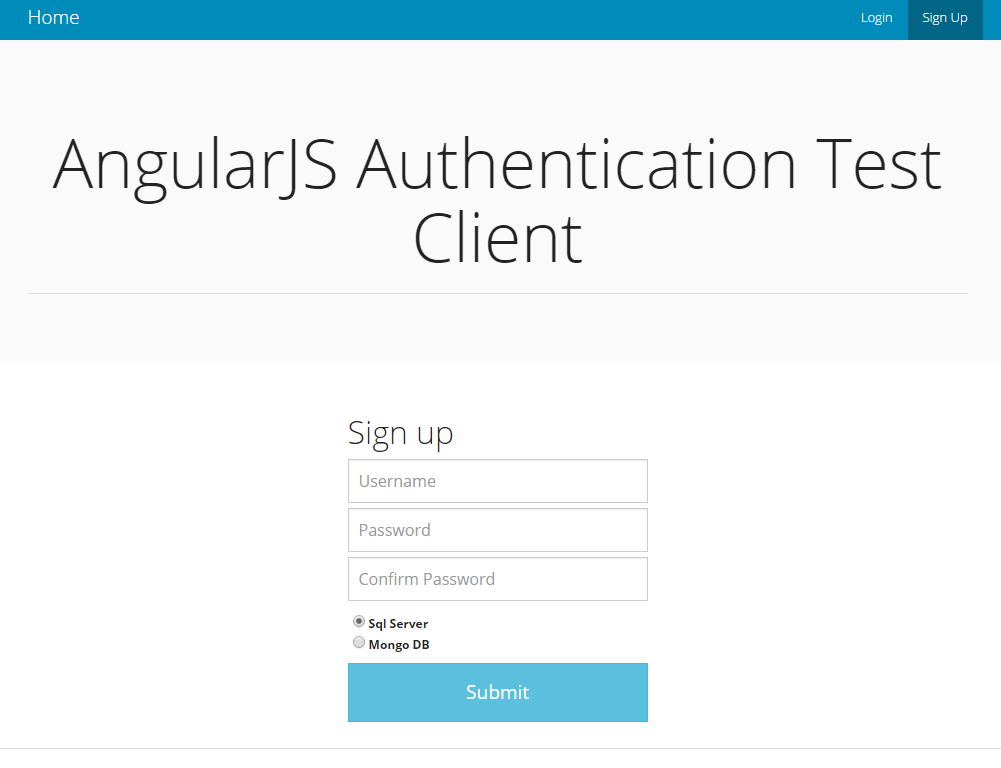 Home
Login
Sign Up
AngularJS Authentication Test
Client
Sign up
Username
Password
Confirm Password
Sql Server
Mongo DB
Submit